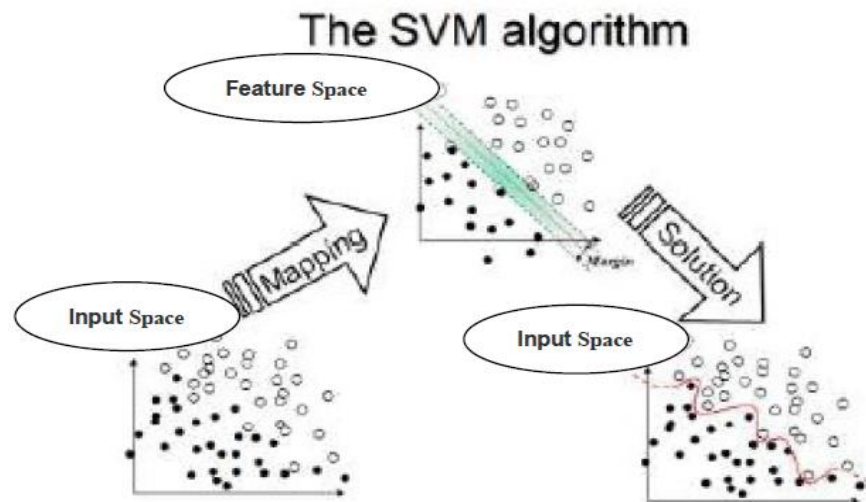 The SVM algorithm
Feature Space
Margin
Mapping
Solution
Input Space
Input Space